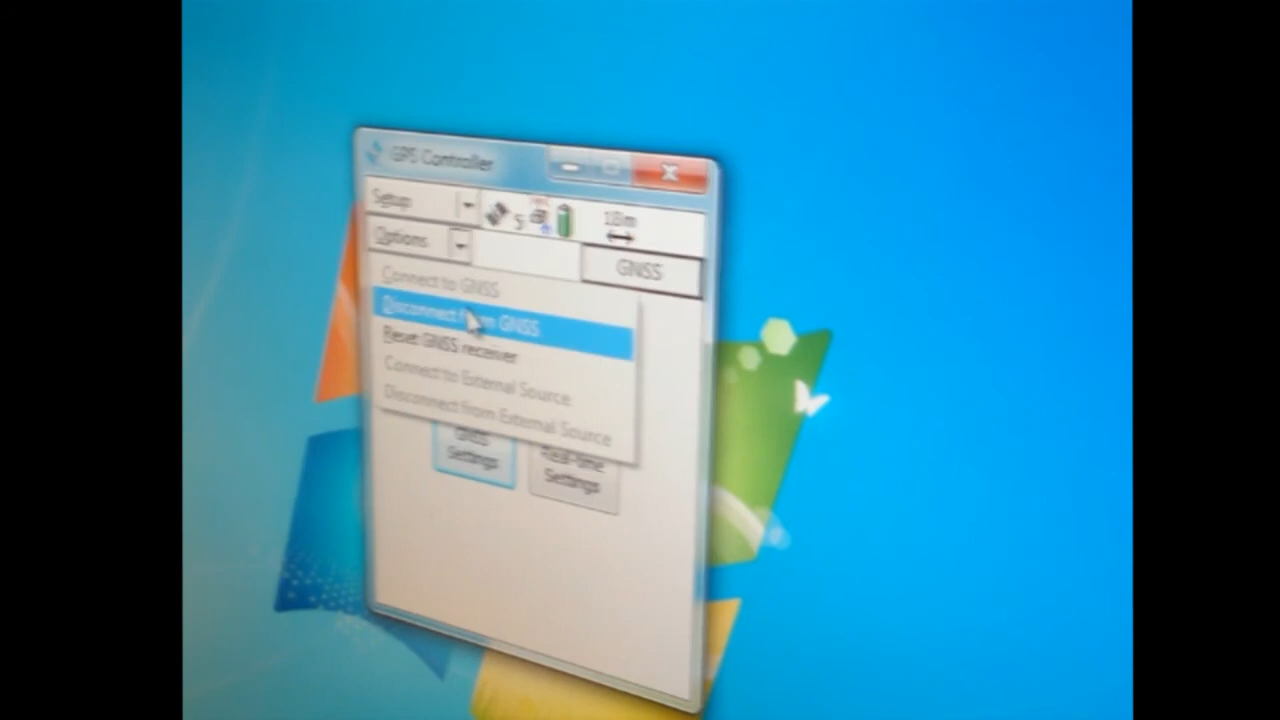 GPS Controller
Setup
5
18m
Options
GNSS
Connect to GNSS
Disconnect from GNSS
Reset GNSS receiver
Connect to External Source
Disconnect from External Source
GNSS
Settings
Real-time
Settings